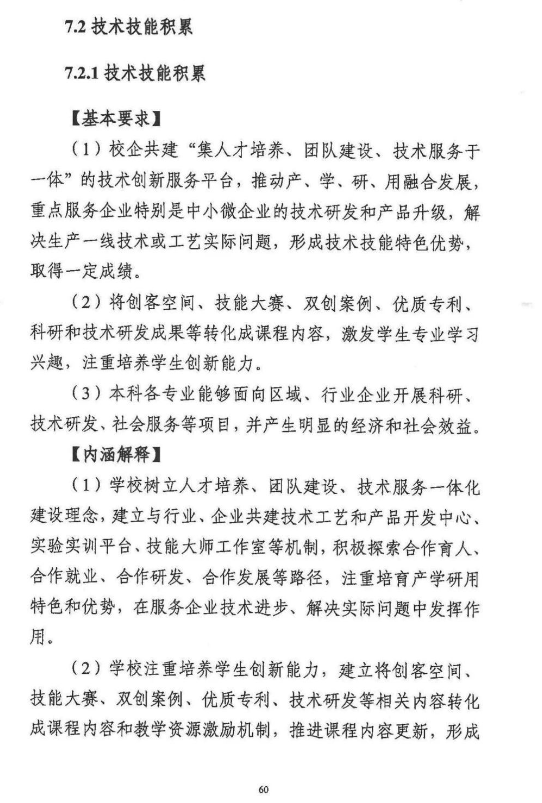 7.2 技术技能积累
7.2.1 技术技能积累
【基本要求】
（1）校企共建“集人才培养、团队建设、技术服务于
一体”的技术创新服务平台，推动产、学、研、用融合发展，
重点服务企业特别是中小微企业的技术研发和产品升级，解
决生产一线技术或工艺实际问题，形成技术技能特色优势，
取得一定成绩。
（2）将创客空间、技能大赛、双创案例、优质专利、
科研和技术研发成果等转化成课程内容，激发学生专业学习
兴趣，注重培养学生创新能力。
（3）本科各专业能够面向区域、行业企业开展科研、
技术研发、社会服务等项目，并产生明显的经济和社会效益。
【内涵解释】
（1）学校树立人才培养、团队建设、技术服务一体化
建设理念，建立与行业、企业共建技术工艺和产品开发中心、
实验实训平台、技能大师工作室等机制，积极探索合作育人、
合作就业、合作研发、合作发展等路径，注重培育产学研用
特色和优势，在服务企业技术进步、解决实际问题中发挥作
用。
（2）学校注重培养学生创新能力，建立将创客空间、
技能大赛、双创案例、优质专利、技术研发等相关内容转化
成课程内容和教学资源激励机制，推进课程内容更新，形成
60